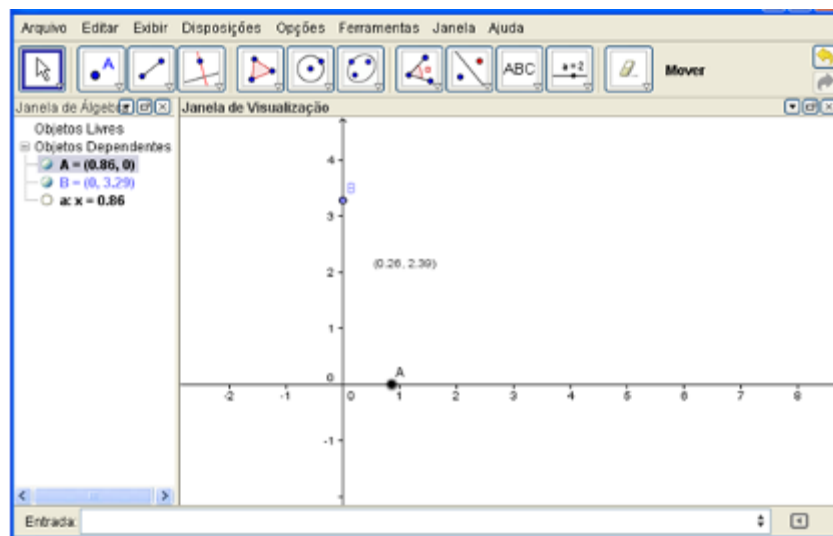 Arquivo Editar Exibir Disposições Opções Ferramentas Janela Ajuda
A ABC a=2 Mover
Janela de Álgebra Janela de Visualização
Objetos Livres
Objetos Dependentes
A = (0.86, 0)
B = (0, 3.29)
a: x = 0.86
4
B
3
(0.26, 2.39)
2
1
0
A
-2 -1 0 1 2 3 4 5 6 7 8
-1
Entrada: